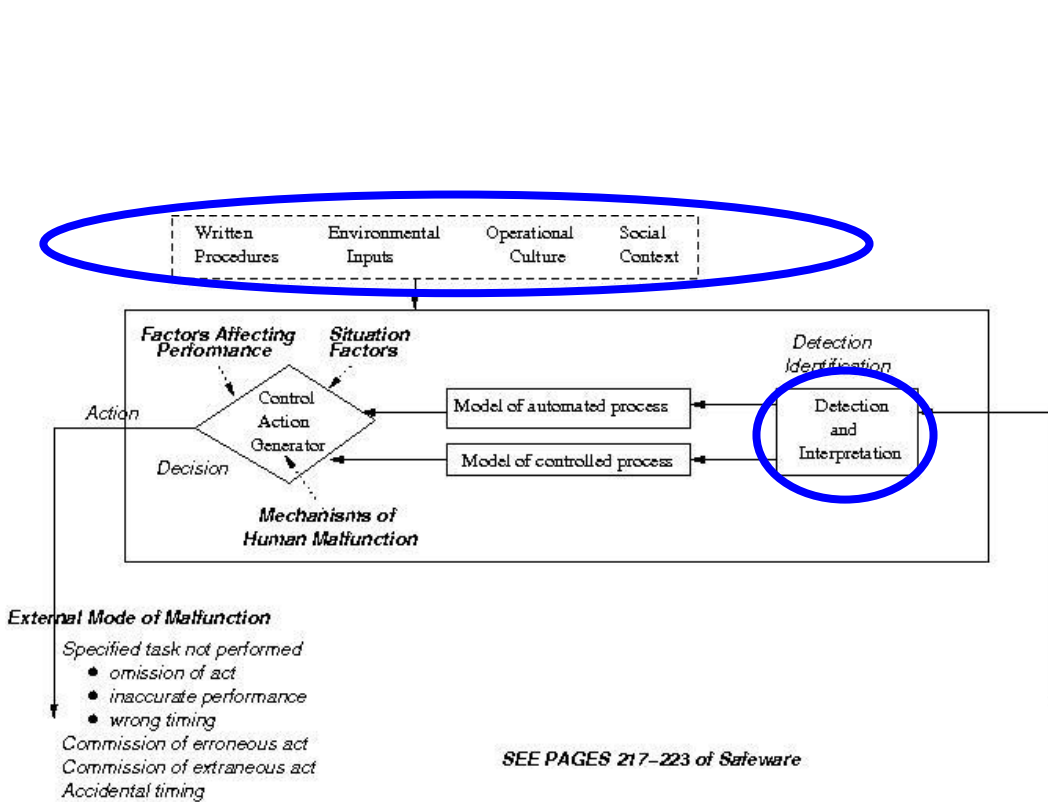 Written
Procedures
Environmental
Inputs
Operational
Culture
Social
Context
Factors Affecting
Performance
Situation
Factors
Detection
Identification
Control
Action
Generator
Model of automated process
Detection
and
Interpretation
Action
Decision
Model of controlled process
Mechanisms of
Human Malfunction
External Mode of Malfunction
Specified task not performed
● omission of act
● inaccurate performance
● wrong timing
Commission of erroneous act
Commission of extraneous act
Accidental timing
SEE PAGES 217–223 of Safeware